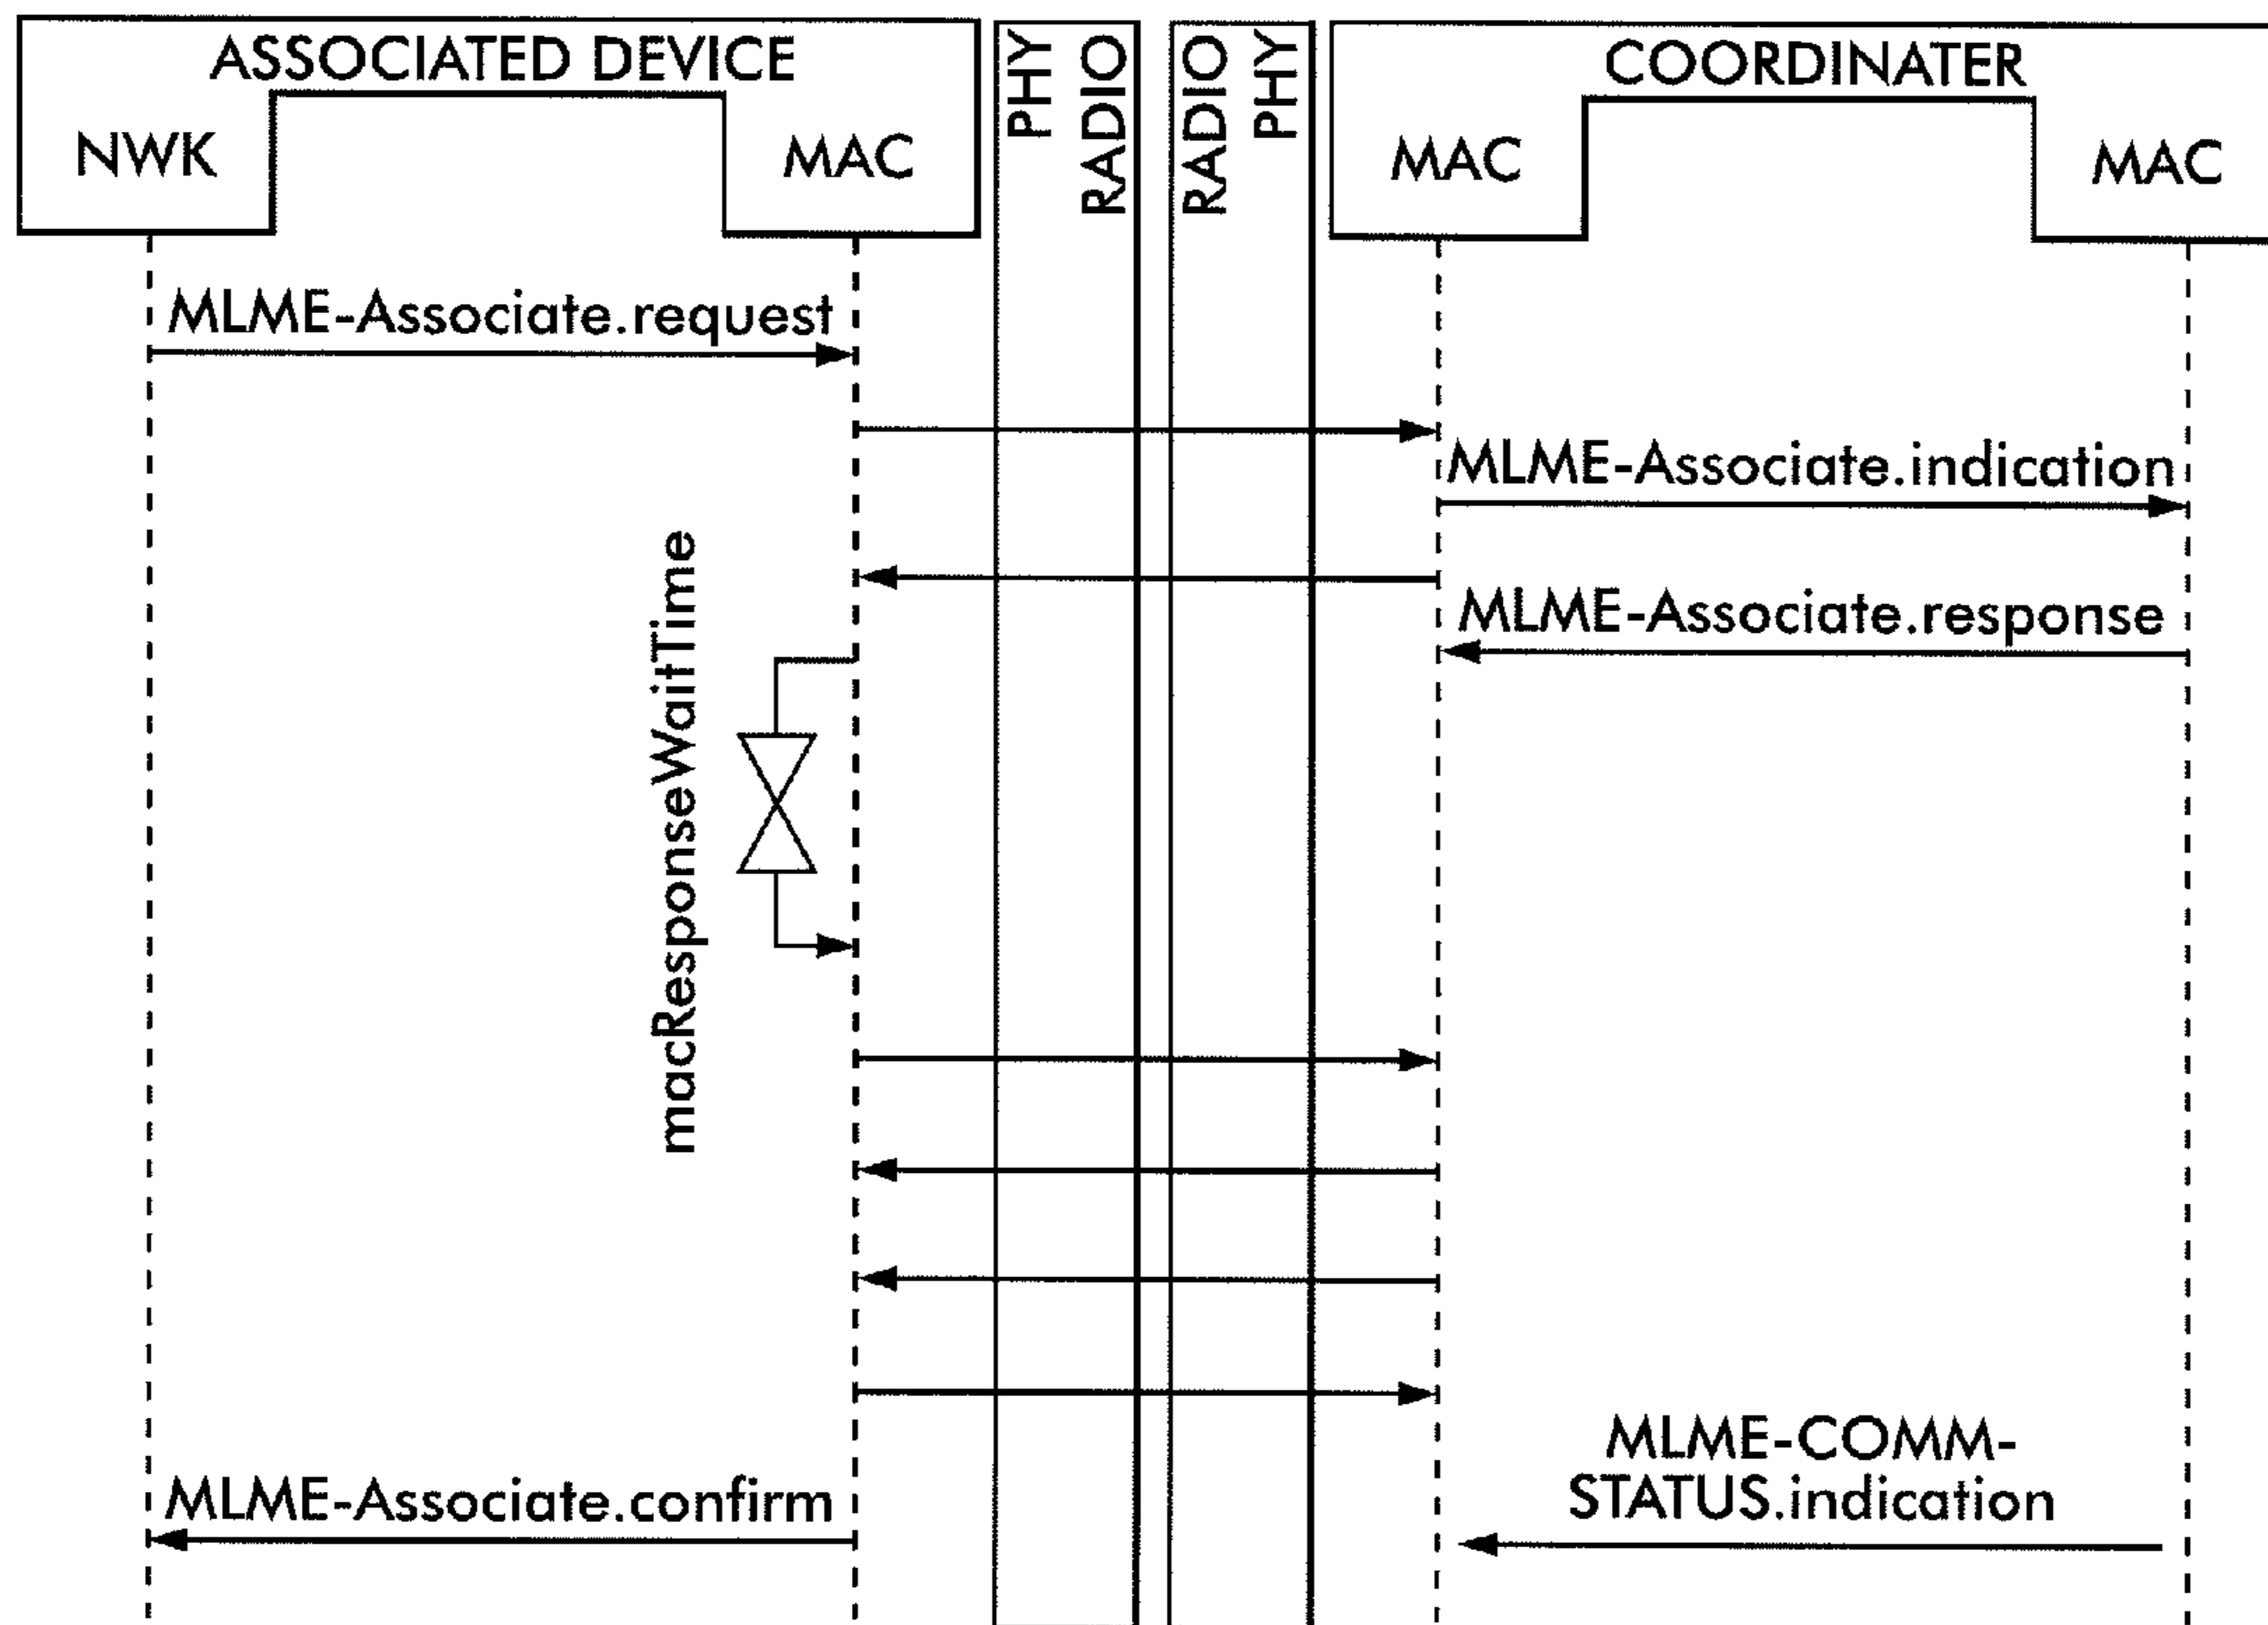 ASSOCIATED DEVICE
NWK
MAC
PHY
RADIO
RADIO
PHY
COORDINATER
MAC
MAC
MLME-Associate.request
MLME-Associate.indication
MLME-Associate.response
macResponseWaitTime
MLME-COMM-
STATUS.indication
MLME-Associate.confirm